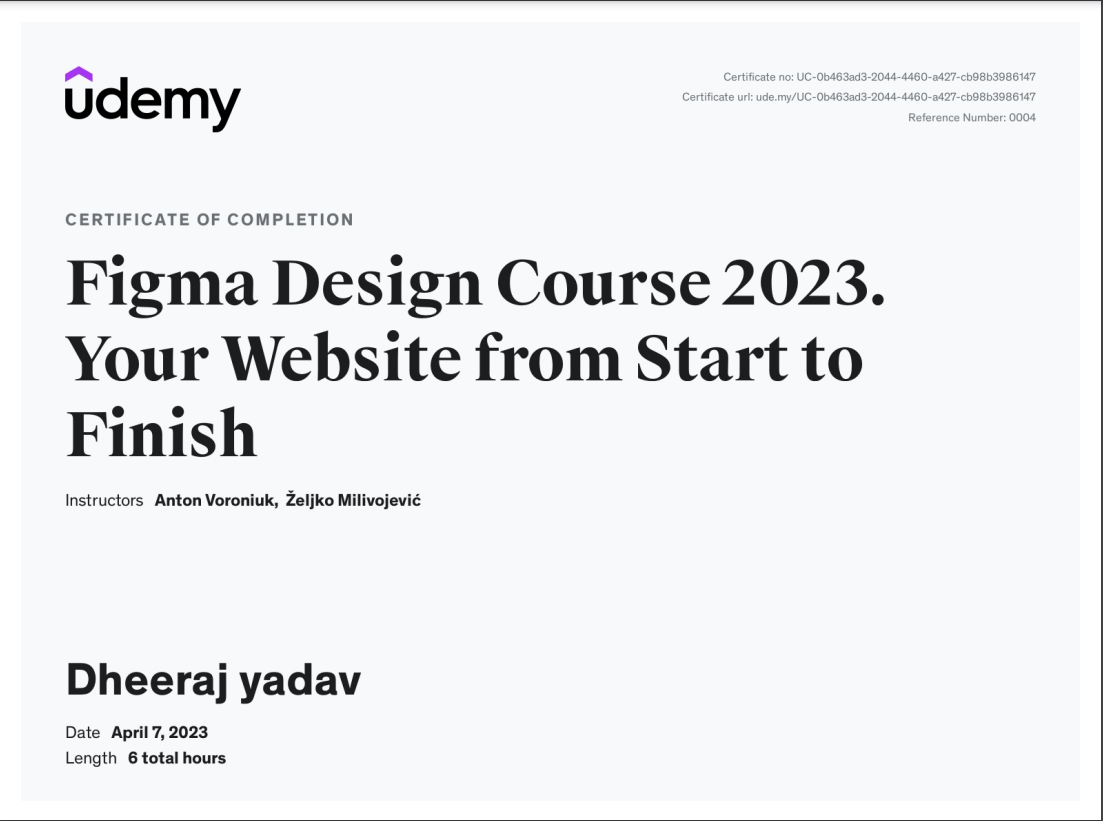 udemy
Certificate no: UC-0b463ad3-2044-4460-a427-cb98b3986147
Certificate url: ude.my/UC-0b463ad3-2044-4460-a427-cb98b3986147
Reference Number: 0004
CERTIFICATE OF COMPLETION
Figma Design Course 2023.
Your Website from Start to
Finish
Instructors Anton Voroniuk, Željko Milivojević
Dheeraj yadav
Date April 7, 2023
Length 6 total hours